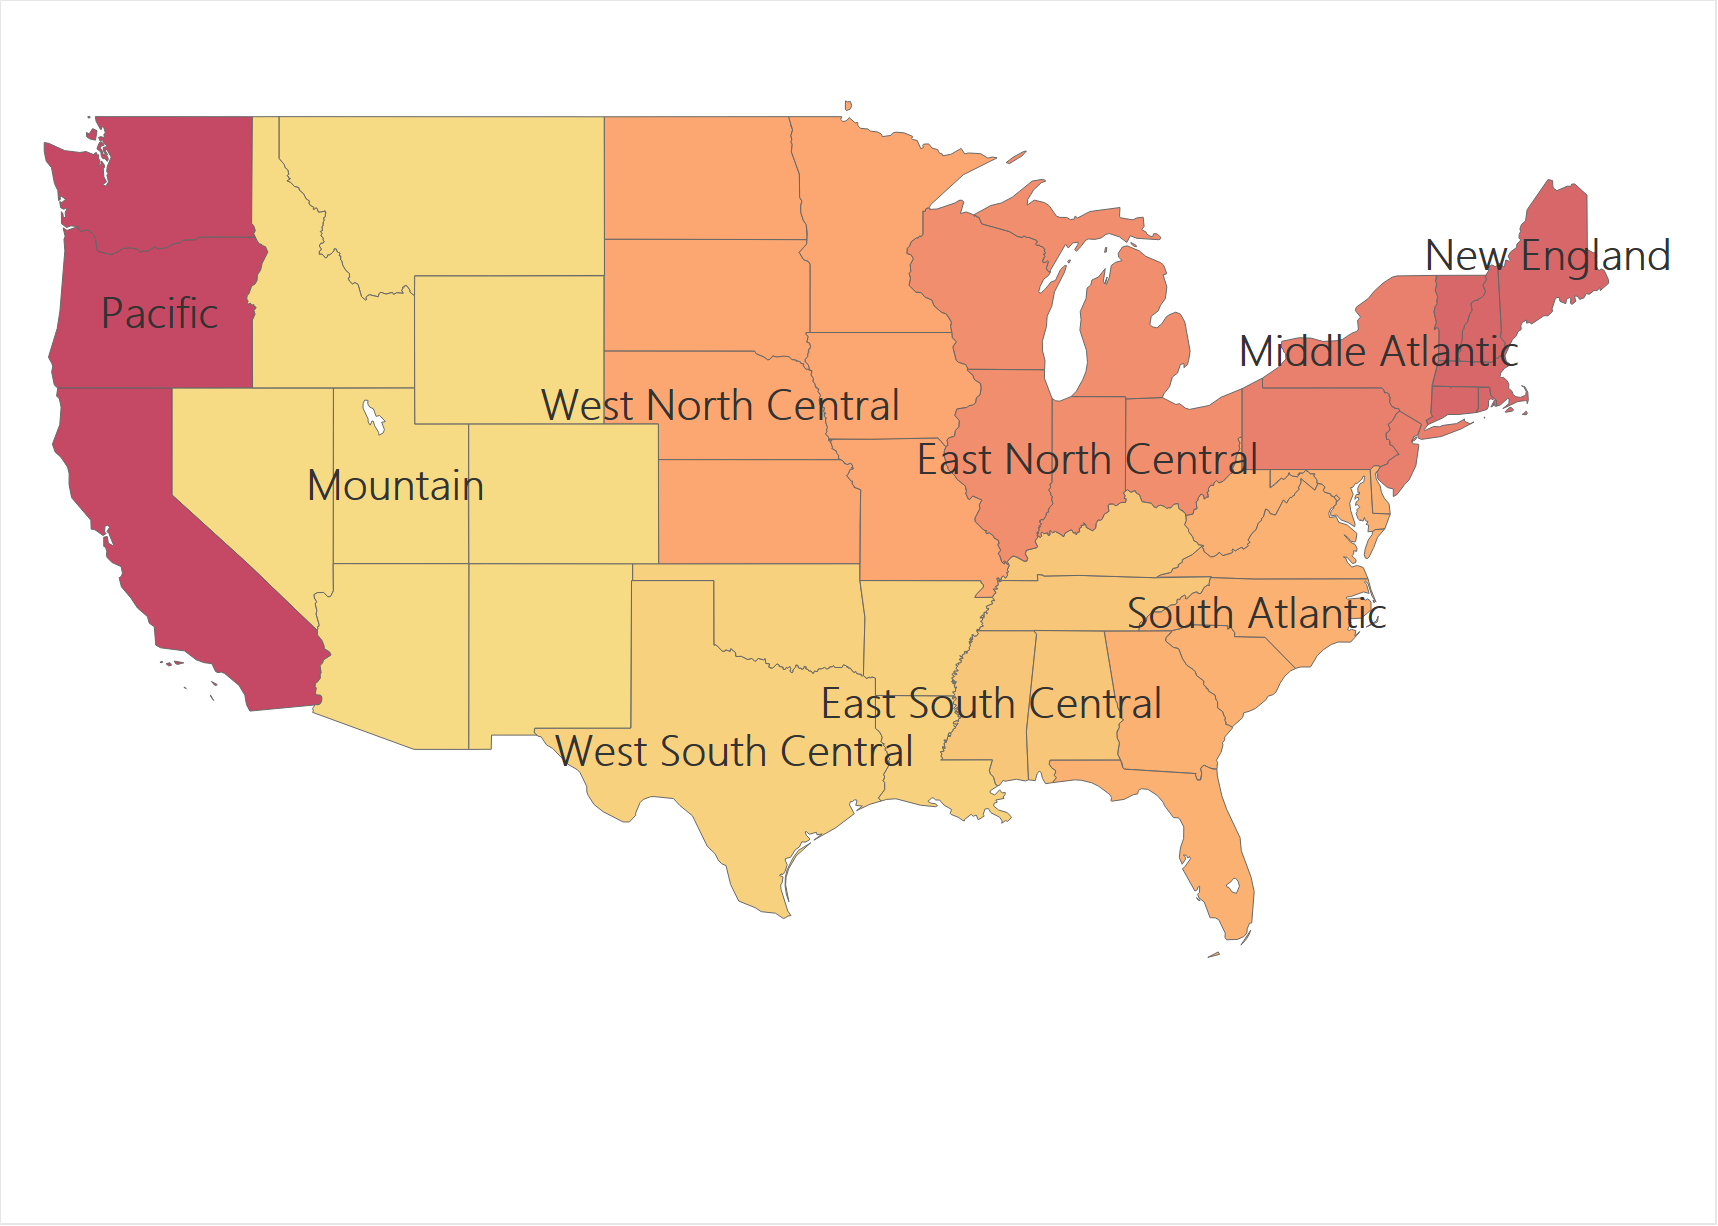 New England
Pacific
Middle Atlantic
West North Central
East North Central
Mountain
South Atlantic
East South Central
West South Central